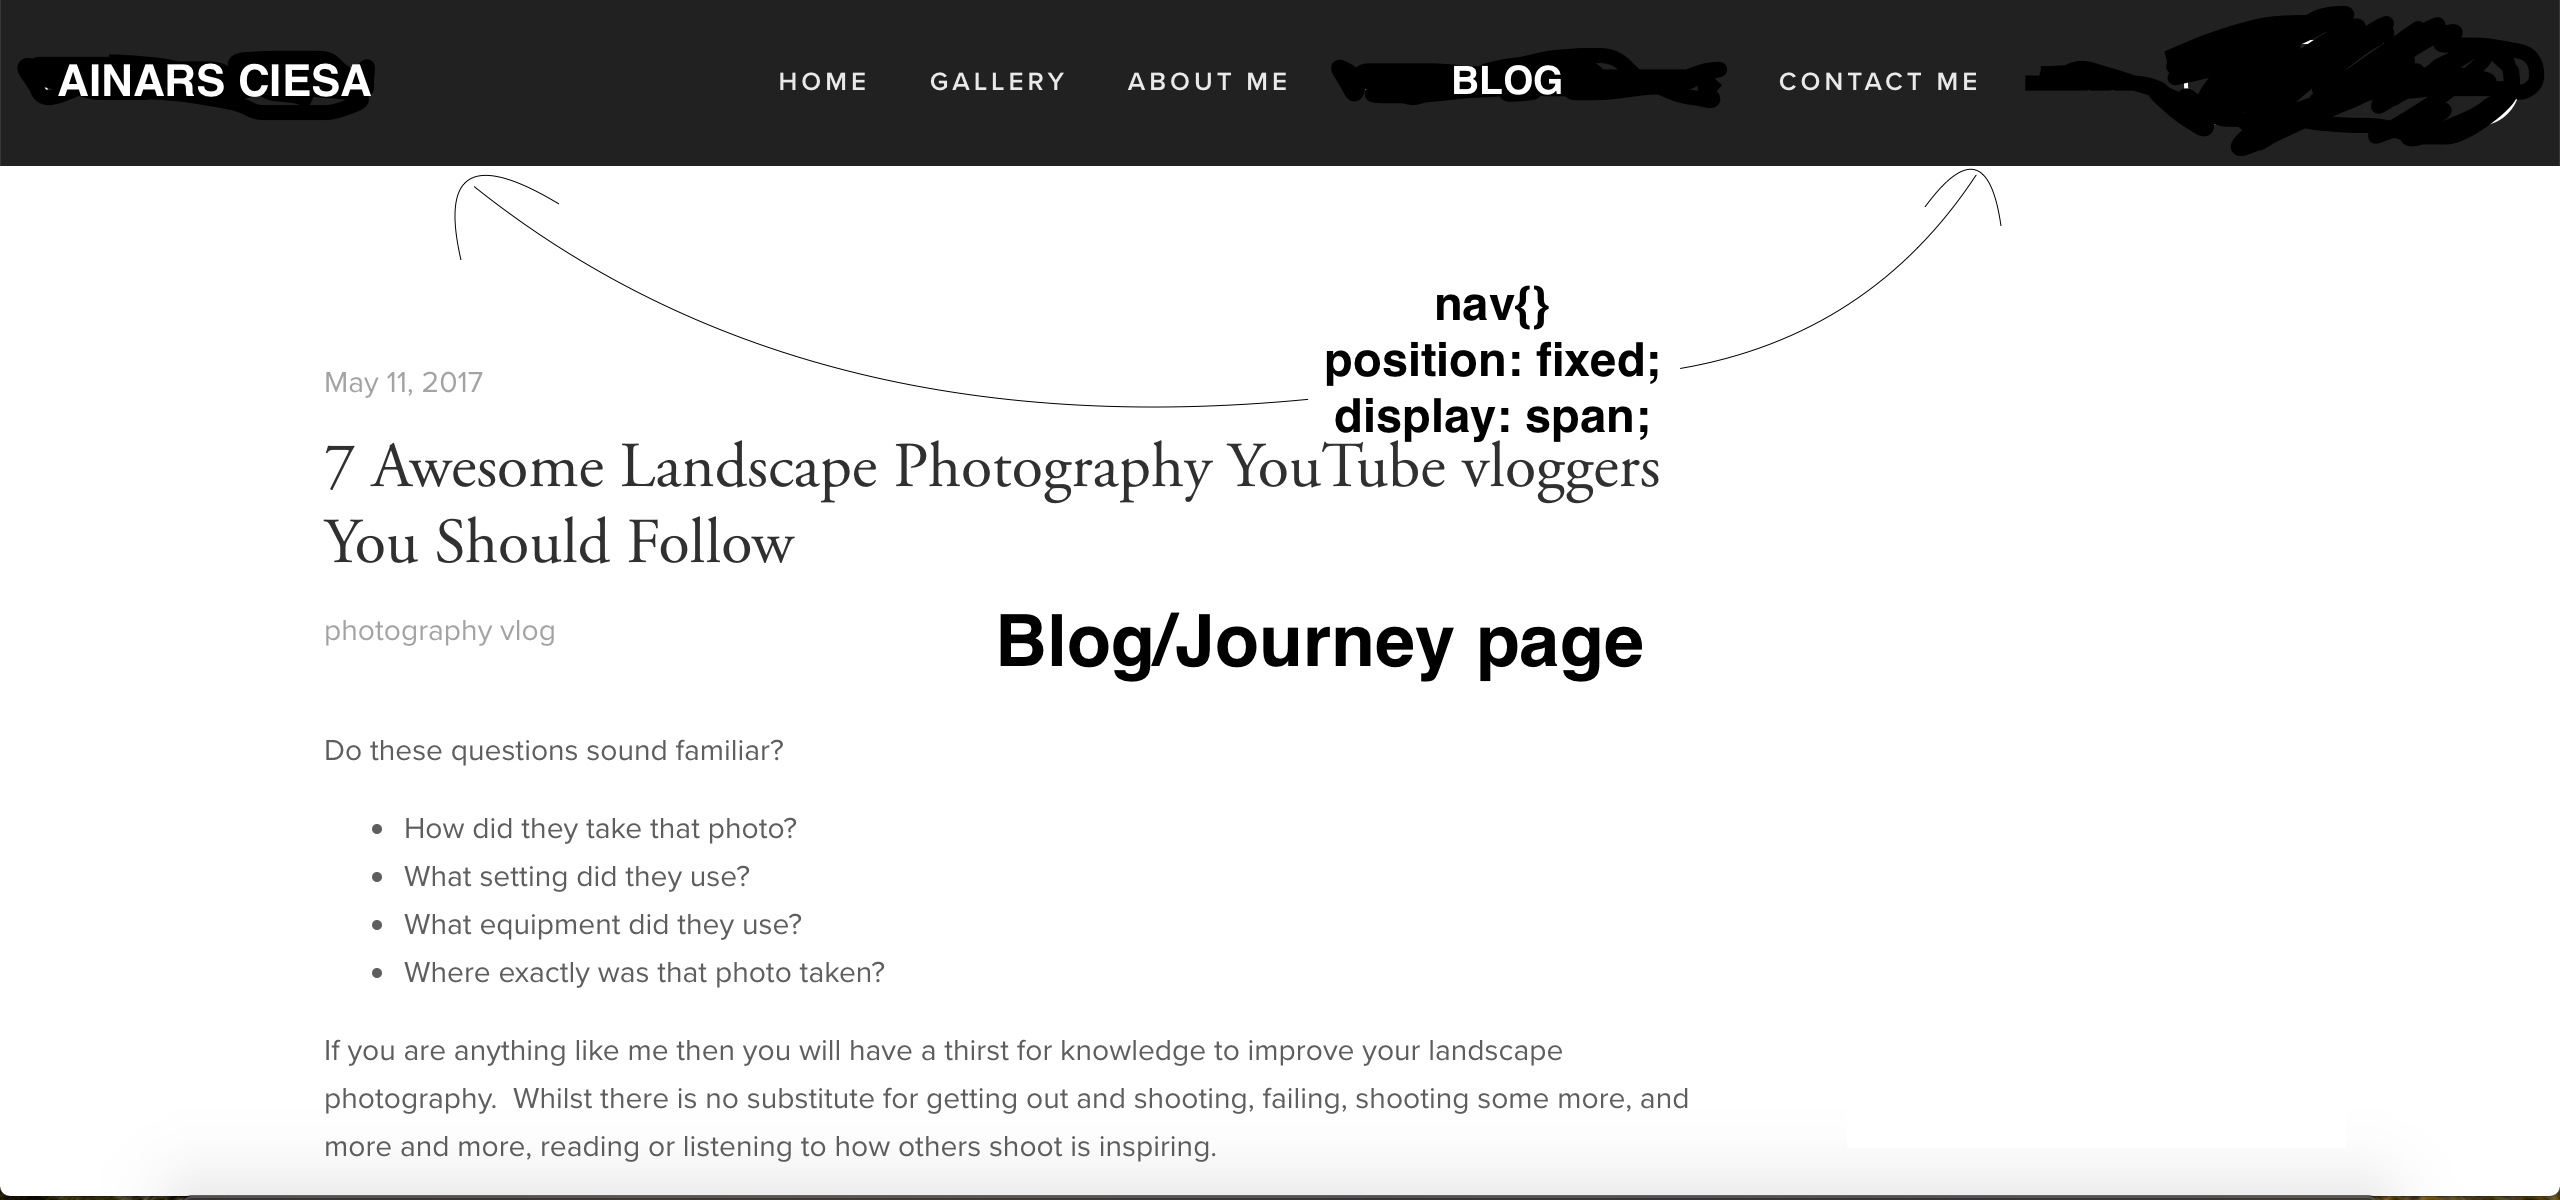 AINARS CIESA HOME GALLERY ABOUT ME BLOG CONTACT ME
nav{}
position: fixed;
display: span;
May 11, 2017
7 Awesome Landscape Photography YouTube vloggers
You Should Follow
photography vlog
Blog/Journey page
Do these questions sound familiar?
• How did they take that photo?
• What setting did they use?
• What equipment did they use?
• Where exactly was that photo taken?
If you are anything like me then you will have a thirst for knowledge to improve your landscape
photography.  Whilst there is no substitute for getting out and shooting, failing, shooting some more, and
more and more, reading or listening to how others shoot is inspiring.